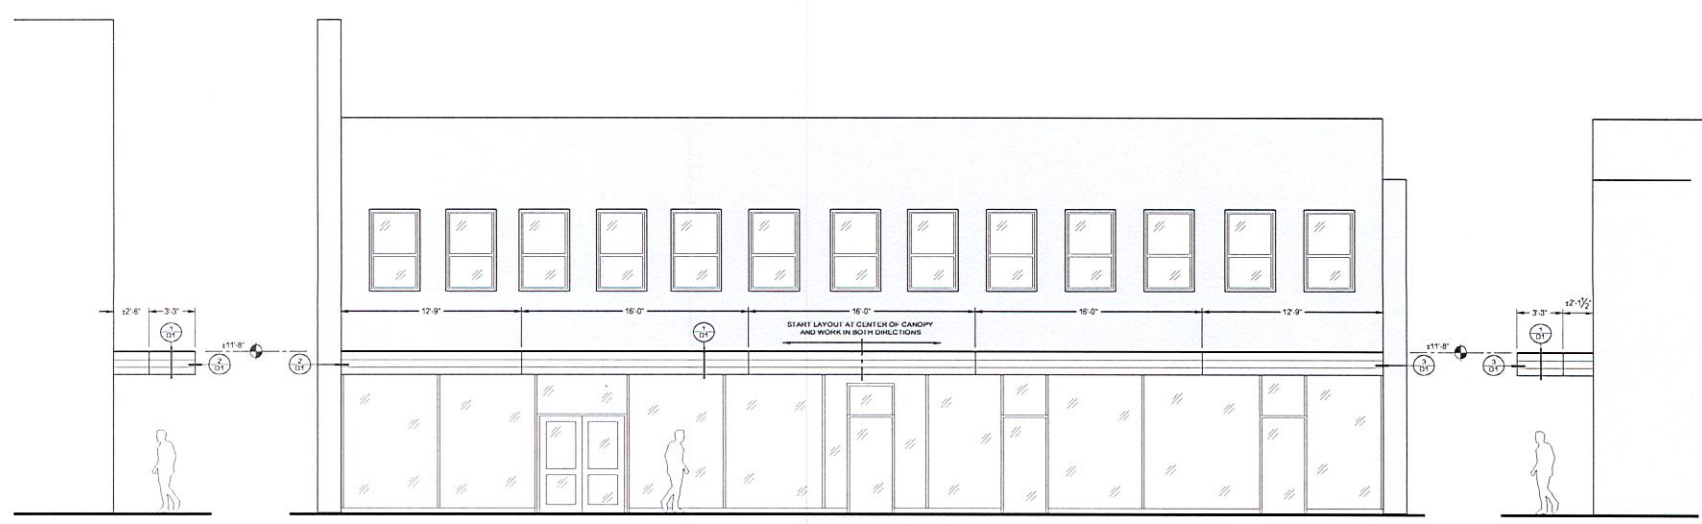 ±2'-6" 3'-3"
12'-9" 16'-0" 16'-0" 16'-0" 12'-9"
3'-3" ±2'-1½"
START LAYOUT AT CENTER OF CANOPY
AND WORK IN BOTH DIRECTIONS
1
D1
1
D1
1
D1
±11'-8"
±11'-8"
2
D1
2
D1
3
D1
3
D1